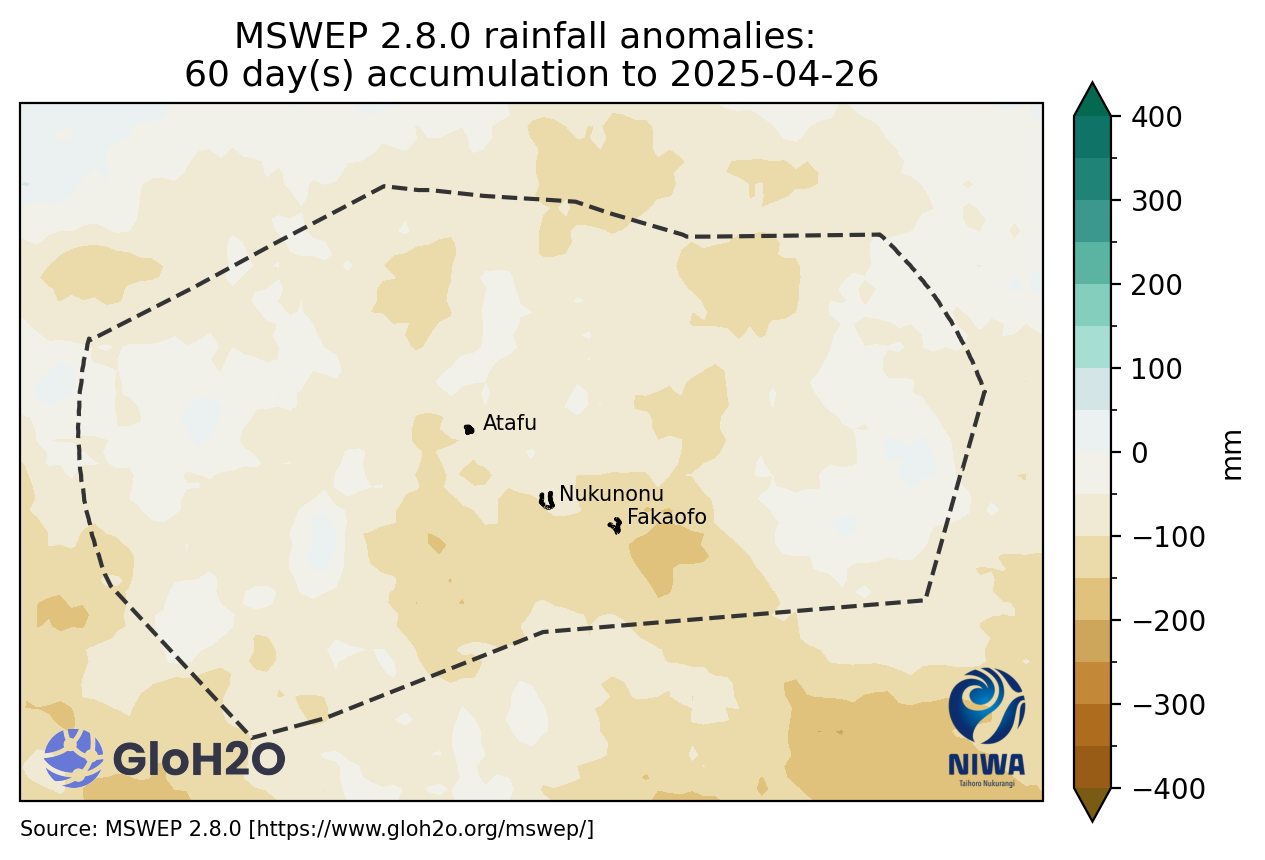 MSWEP 2.8.0 rainfall anomalies:
60 day(s) accumulation to 2025-04-26
400
300
200
100
0
−100
−200
−300
−400
mm
Atafu
Nukunonu
Fakaofo
GloH2O
NIWA
Taihoro Nukurangi
Source: MSWEP 2.8.0 [https://www.gloh2o.org/mswep/]